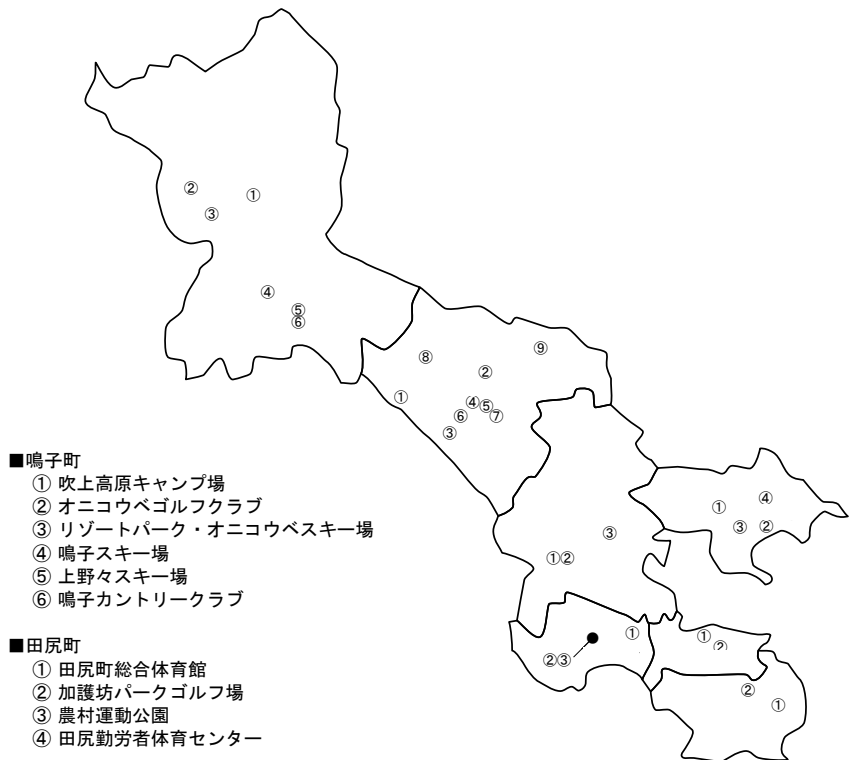 ②
①
③
④
⑤
⑥
⑨
⑧
②
①
④
⑤
⑥
⑦
③
④
①
③
②
③
①②
①
②③
①
②
②
①
■鳴子町
① 吹上高原キャンプ場
② オニコウベゴルフクラブ
③ リゾートパーク・オニコウベスキー場
④ 鳴子スキー場
⑤ 上野々スキー場
⑥ 鳴子カントリークラブ
■田尻町
① 田尻町総合体育館
② 加護坊パークゴルフ場
③ 農村運動公園
④ 田尻勤労者体育センター